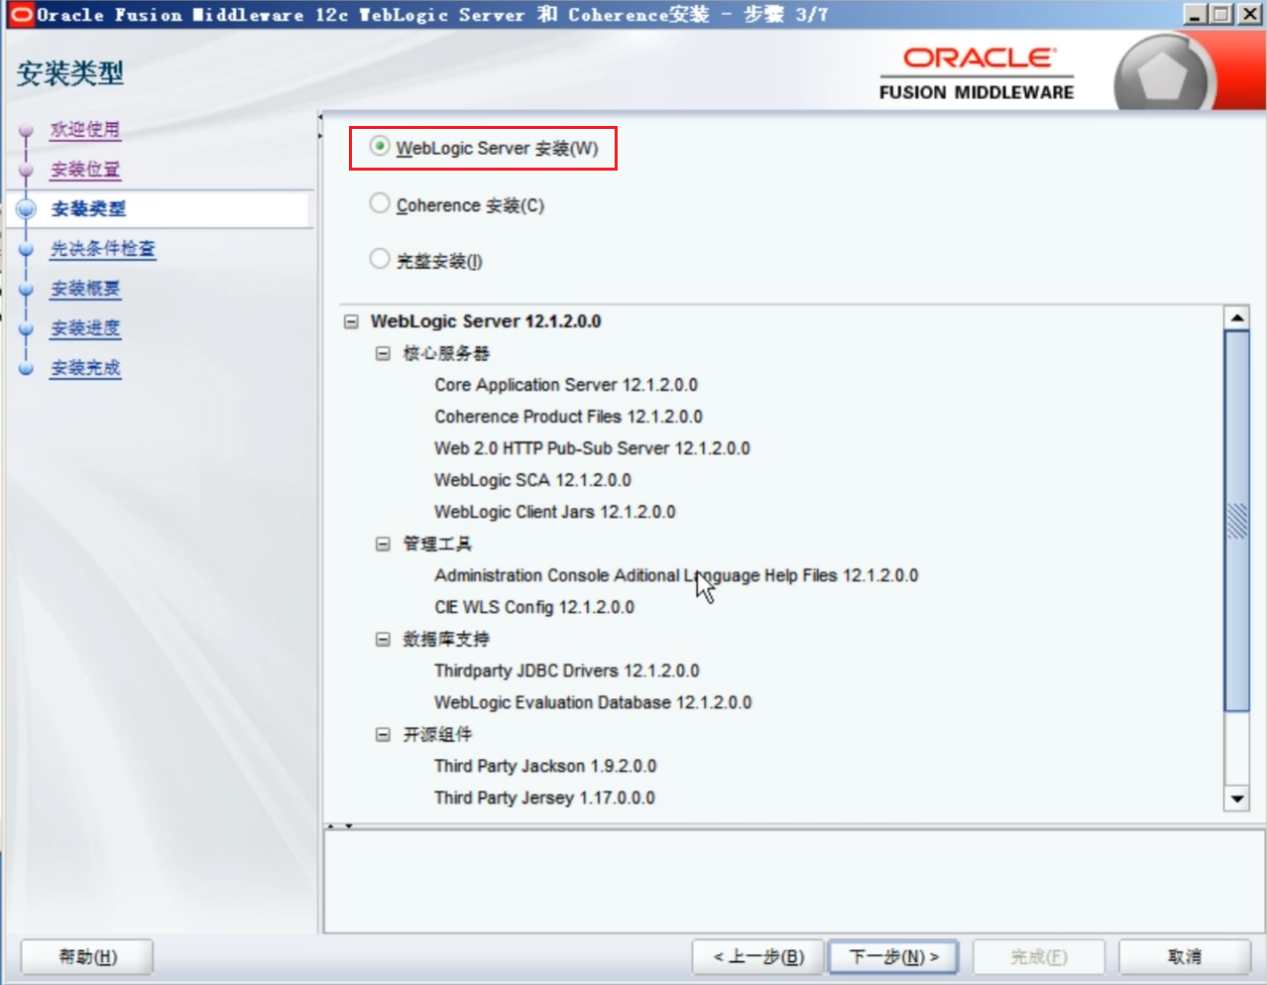 Oracle Fusion Middleware 12c WebLogic Server 和 Coherence安装 - 步骤 3/7
安装类型
ORACLE
FUSION MIDDLEWARE
欢迎使用
安装位置
安装类型
先决条件检查
安装概要
安装进度
安装完成
WebLogic Server 安装(W)
Coherence 安装(C)
完整安装(I)
WebLogic Server 12.1.2.0.0
核心服务器
Core Application Server 12.1.2.0.0
Coherence Product Files 12.1.2.0.0
Web 2.0 HTTP Pub-Sub Server 12.1.2.0.0
WebLogic SCA 12.1.2.0.0
WebLogic Client Jars 12.1.2.0.0
管理工具
Administration Console Aditional Language Help Files 12.1.2.0.0
CIE WLS Config 12.1.2.0.0
数据库支持
Thirdparty JDBC Drivers 12.1.2.0.0
WebLogic Evaluation Database 12.1.2.0.0
开源组件
Third Party Jackson 1.9.2.0.0
Third Party Jersey 1.17.0.0.0
帮助(H)
< 上一步(B)
下一步(N) >
完成(F)
取消